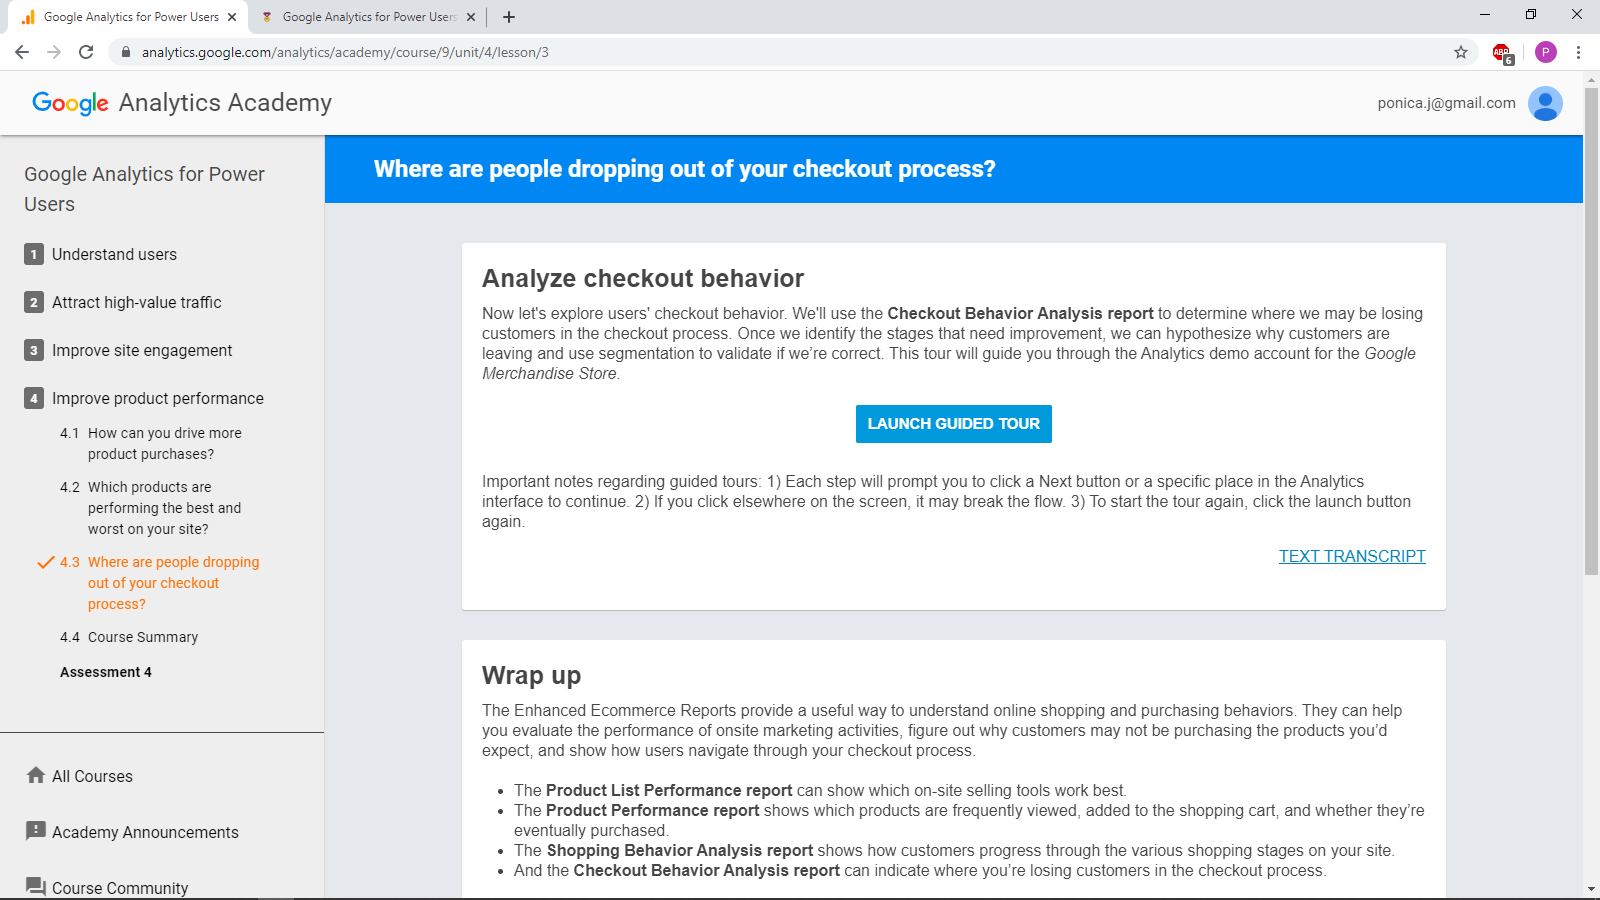 Google Analytics for Power Users
Google Analytics for Power Users
analytics.google.com/analytics/academy/course/9/unit/4/lesson/3
ABP
6
P
Google Analytics Academy
ponica.j@gmail.com
Google Analytics for Power
Users
1 Understand users
2 Attract high-value traffic
3 Improve site engagement
4 Improve product performance
4.1 How can you drive more
product purchases?
4.2 Which products are
performing the best and
worst on your site?
4.3 Where are people dropping
out of your checkout
process?
4.4 Course Summary
Assessment 4
All Courses
Academy Announcements
Course Community
Where are people dropping out of your checkout process?
Analyze checkout behavior
Now let's explore users' checkout behavior. We'll use the Checkout Behavior Analysis report to determine where we may be losing
customers in the checkout process. Once we identify the stages that need improvement, we can hypothesize why customers are
leaving and use segmentation to validate if we’re correct. This tour will guide you through the Analytics demo account for the Google
Merchandise Store.
LAUNCH GUIDED TOUR
Important notes regarding guided tours: 1) Each step will prompt you to click a Next button or a specific place in the Analytics
interface to continue. 2) If you click elsewhere on the screen, it may break the flow. 3) To start the tour again, click the launch button
again.
TEXT TRANSCRIPT
Wrap up
The Enhanced Ecommerce Reports provide a useful way to understand online shopping and purchasing behaviors. They can help
you evaluate the performance of onsite marketing activities, figure out why customers may not be purchasing the products you’d
expect, and show how users navigate through your checkout process.
• The Product List Performance report can show which on-site selling tools work best.
• The Product Performance report shows which products are frequently viewed, added to the shopping cart, and whether they’re
eventually purchased.
• The Shopping Behavior Analysis report shows how customers progress through the various shopping stages on your site.
• And the Checkout Behavior Analysis report can indicate where you’re losing customers in the checkout process.